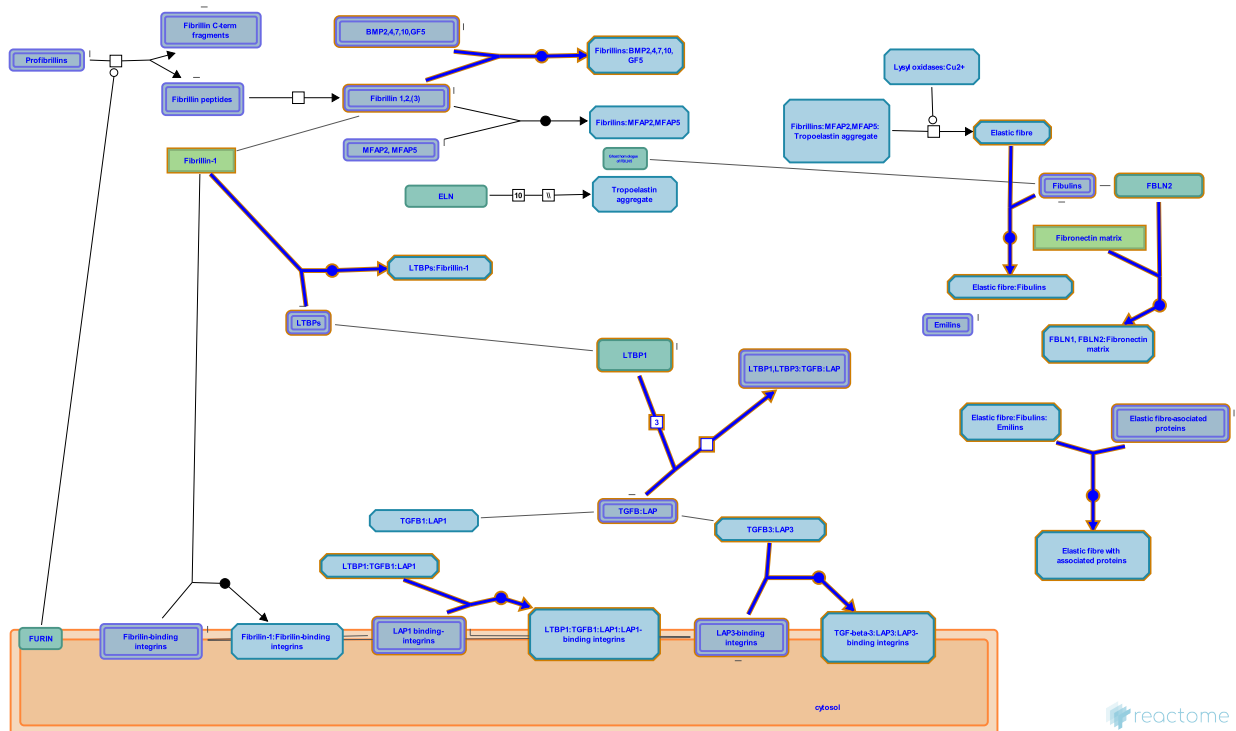 Fibrillin C-term
fragments
BMP2,4,7,10,GF5
Profibrillins
Fibrillins:BMP2,4,7,10,
GF5
Lysyl oxidases:Cu2+
Fibrillin peptides
Fibrillin 1,2,(3)
Fibrillins:MFAP2,MFAP5:
Tropoelastin aggregate
Elastic fibre
Fibrilins:MFAP2,MFAP5
MFAP2, MFAP5
Fibrillin-1
Fibulins
FBLN2
ELN
10
\\
Tropoelastin
aggregate
Fibronectin matrix
LTBPs:Fibrillin-1
Elastic fibre:Fibulins
LTBPs
Emilins
FBLN1, FBLN2:Fibronectin
matrix
LTBP1
LTBP1,LTBP3:TGFB:LAP
3
Elastic fibre:Fibulins:
Emilins
Elastic fibre-asociated
proteins
TGFB:LAP
TGFB1:LAP1
TGFB3:LAP3
Elastic fibre with
associated proteins
LTBP1:TGFB1:LAP1
FURIN
Fibrilin-binding
integrins
Fibrilin-1:Fibrilin-binding
integrins
LAP1 binding-
integrins
LTBP1:TGFB1:LAP1:LAP1-
binding integrins
LAP3-binding
integrins
TGF-beta-3:LAP3:LAP3-
binding integrins
cytosol
reactome